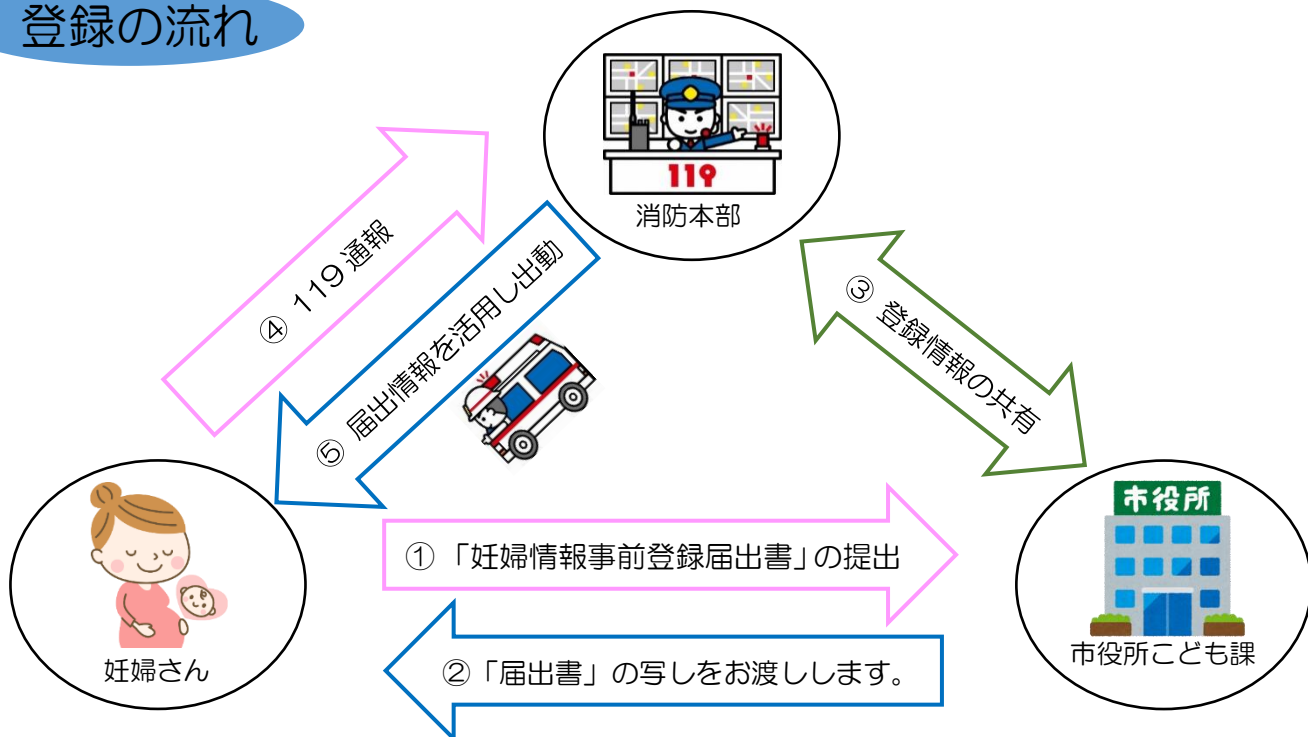 登録の流れ
119
消防本部
④ 119通報
⑤ 届出情報を活用し出動
③ 登録情報の共有
市役所
① 「妊婦情報事前登録届出書」の提出
妊婦さん
市役所こども課
②「届出書」の写しをお渡しします。